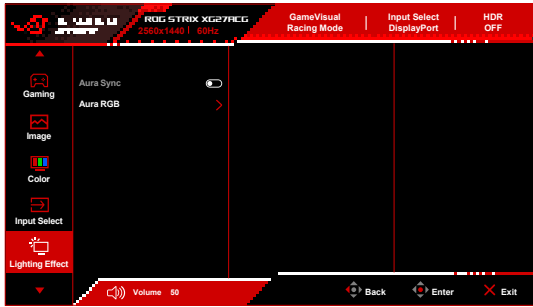 ROG STRIX XG27ACG
2560x1440 | 60Hz
GameVisual
Racing Mode
Input Select
DisplayPort
HDR
OFF
Gaming
Image
Color
Input Select
Lighting Effect
Aura Sync
Aura RGB
Volume 50
Back
Enter
Exit